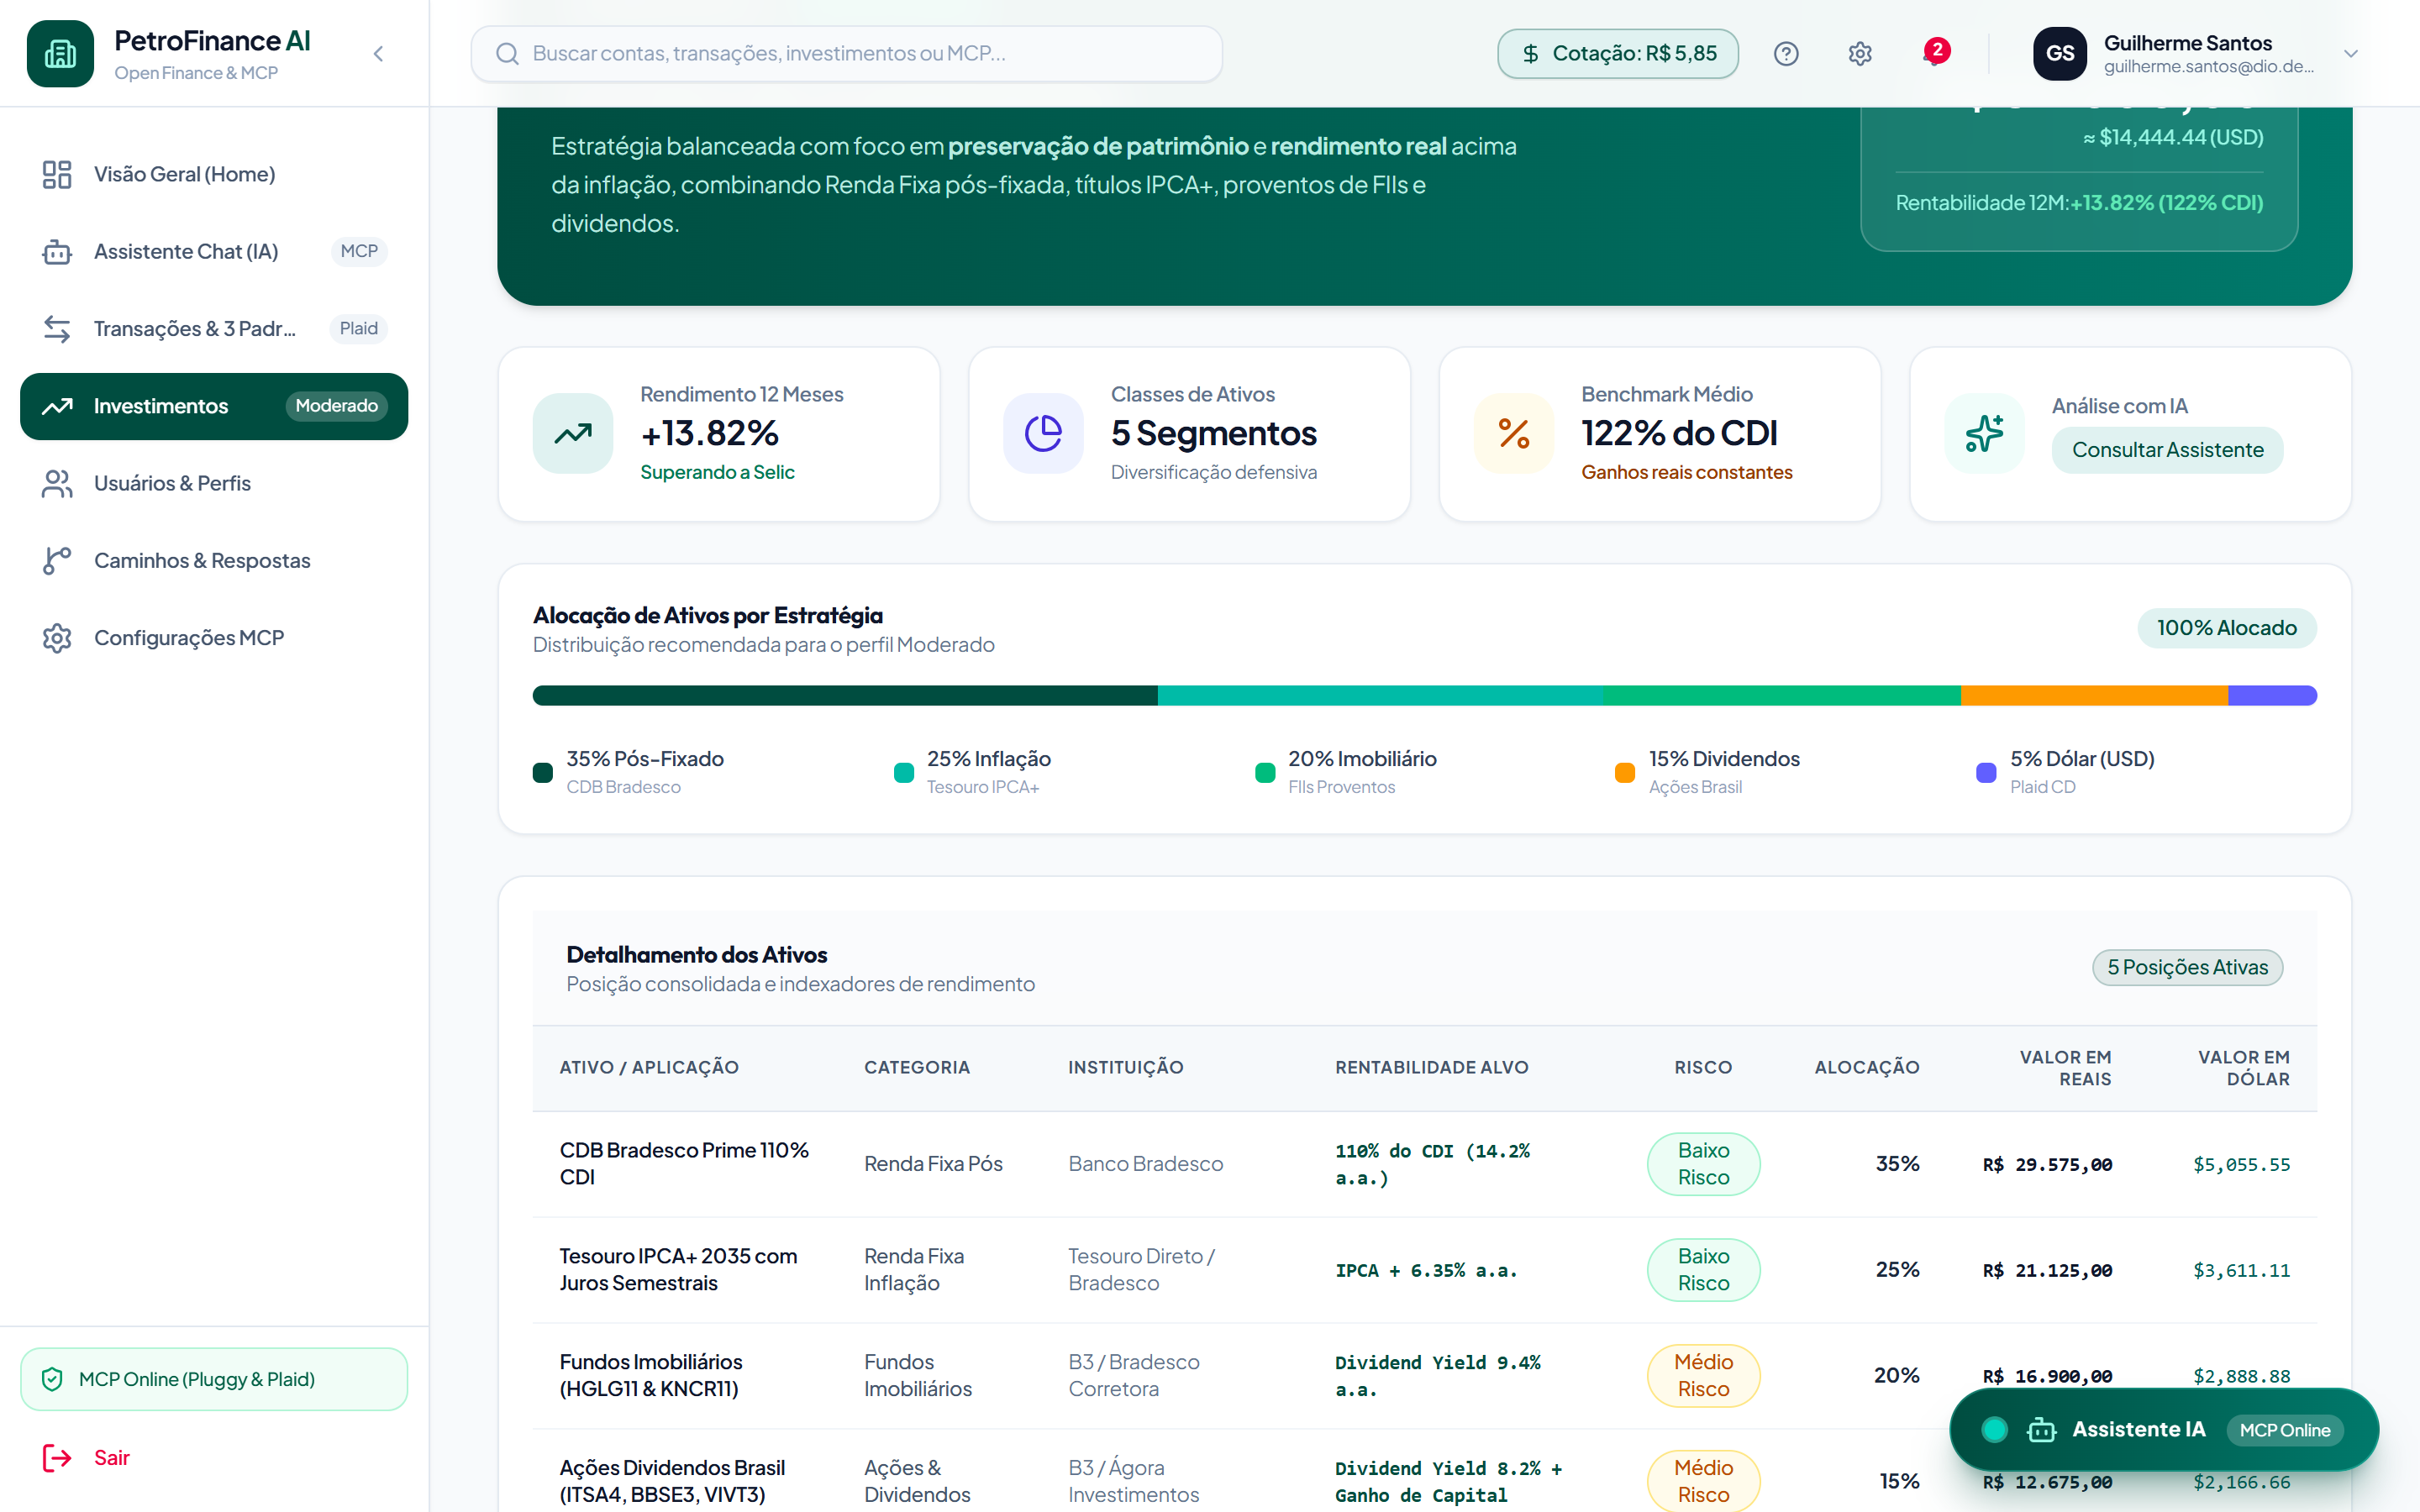 PetroFinance AI
Open Finance & MCP
Buscar contas, transações, investimentos ou MCP...
Cotação: R$ 5,85
2
GS
Guilherme Santos
guilherme.santos@dio.de...
Visão Geral (Home)
Assistente Chat (IA)
MCP
Transações & 3 Padr...
Plaid
Investimentos
Moderado
Usuários & Perfis
Caminhos & Respostas
Configurações MCP
MCP Online (Pluggy & Plaid)
Sair
Estratégia balanceada com foco em preservação de patrimônio e rendimento real acima
da inflação, combinando Renda Fixa pós-fixada, títulos IPCA+, proventos de FIIs e
dividendos.
≈ $14,444.44 (USD)
Rentabilidade 12M:+13.82% (122% CDI)
Rendimento 12 Meses
+13.82%
Superando a Selic
Classes de Ativos
5 Segmentos
Diversificação defensiva
Benchmark Médio
122% do CDI
Ganhos reais constantes
Análise com IA
Consultar Assistente
Alocação de Ativos por Estratégia
Distribuição recomendada para o perfil Moderado
100% Alocado
35% Pós-Fixado
CDB Bradesco
25% Inflação
Tesouro IPCA+
20% Imobiliário
FIIs Proventos
15% Dividendos
Ações Brasil
5% Dólar (USD)
Plaid CD
Detalhamento dos Ativos
Posição consolidada e indexadores de rendimento
5 Posições Ativas
ATIVO / APLICAÇÃO
CATEGORIA
INSTITUIÇÃO
RENTABILIDADE ALVO
RISCO
ALOCAÇÃO
VALOR EM
REAIS
VALOR EM
DÓLAR
CDB Bradesco Prime 110%
CDI
Renda Fixa Pós
Banco Bradesco
110% do CDI (14.2%
a.a.)
Baixo
Risco
35%
R$ 29.575,00
$5,055.55
Tesouro IPCA+ 2035 com
Juros Semestrais
Renda Fixa
Inflação
Tesouro Direto /
Bradesco
IPCA + 6.35% a.a.
Baixo
Risco
25%
R$ 21.125,00
$3,611.11
Fundos Imobiliários
(HGLG11 & KNCR11)
Fundos
Imobiliários
B3 / Bradesco
Corretora
Dividend Yield 9.4%
a.a.
Médio
Risco
20%
R$ 16.900,00
$2,888.88
Ações Dividendos Brasil
(ITSA4, BBSE3, VIVT3)
Ações &
Dividendos
B3 / Ágora
Investimentos
Dividend Yield 8.2% +
Ganho de Capital
Médio
Risco
15%
R$ 12.675,00
$2,166.66
Assistente IA
MCP Online